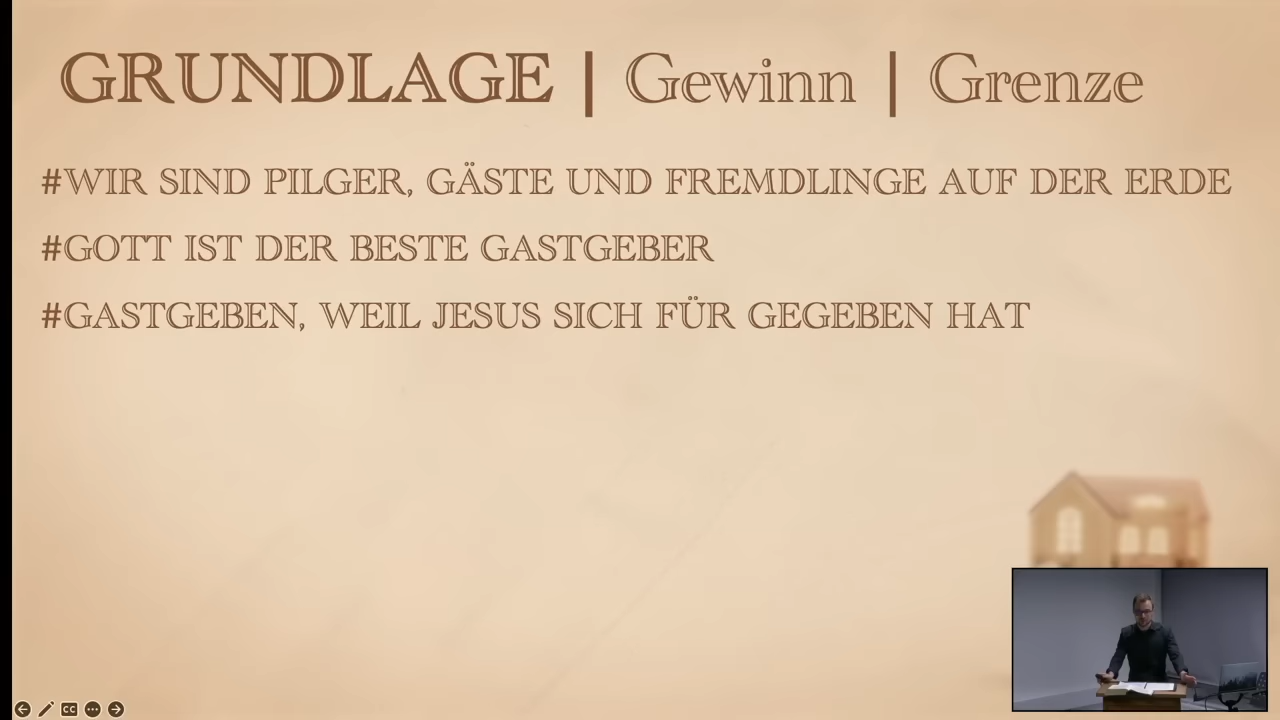 GRUNDLAGE | Gewinn | Grenze
#WIR SIND PILGER, GÄSTE UND FREMDLINGE AUF DER ERDE
#GOTT IST DER BESTE GASTGEBER
#GASTGEBEN, WEIL JESUS SICH FÜR GEGEBEN HAT
CC